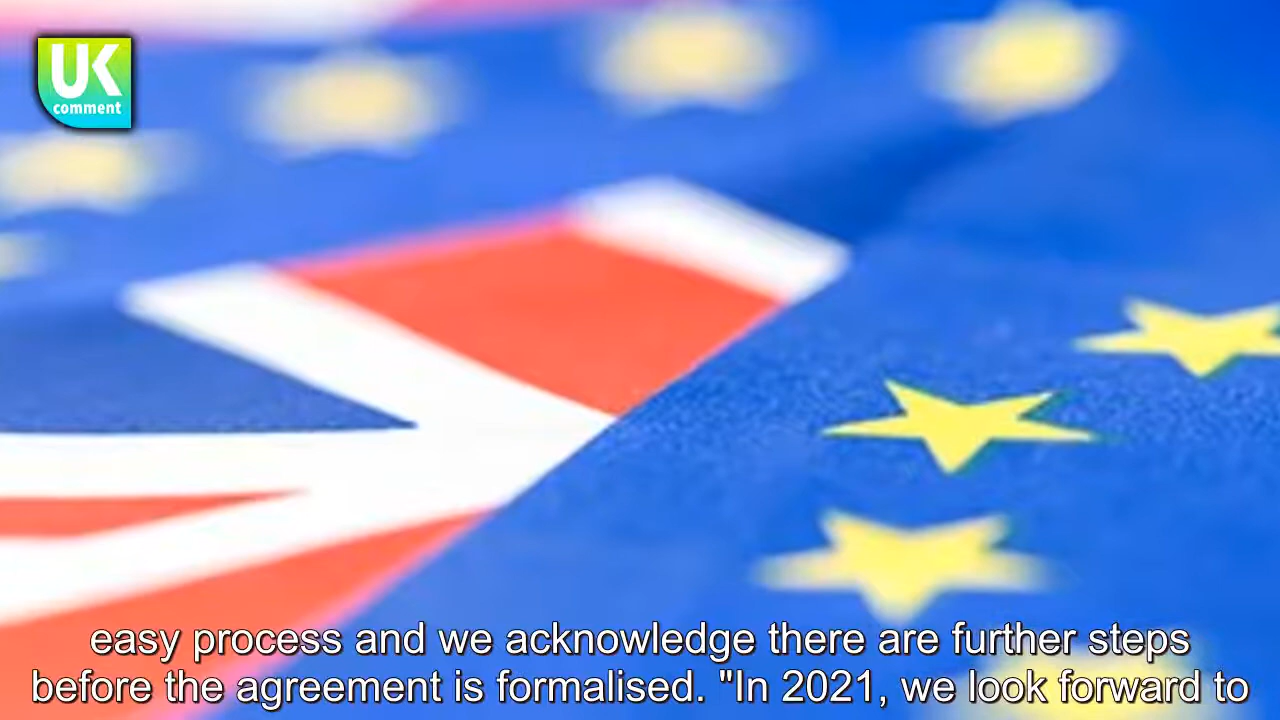 UK
comment
easy process and we acknowledge there are further steps
before the agreement is formalised. "In 2021, we look forward to